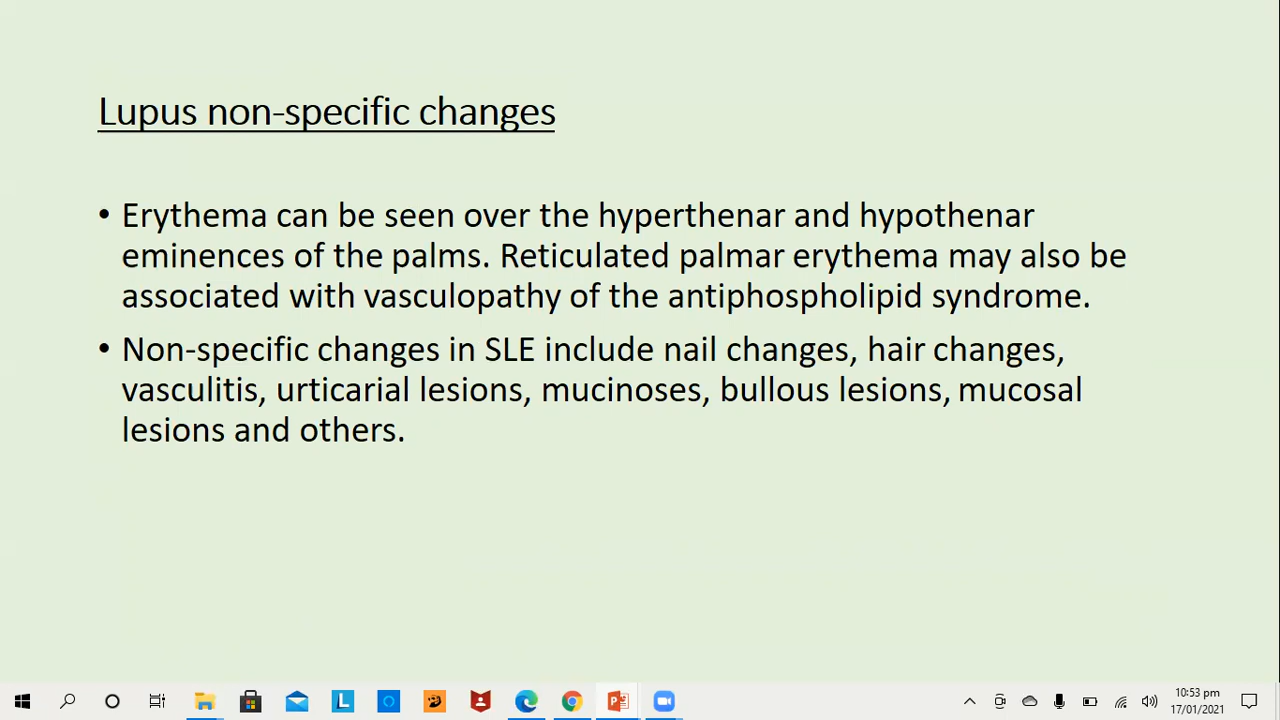 Lupus non-specific changes
• Erythema can be seen over the hyperthenar and hypothenar
eminences of the palms. Reticulated palmar erythema may also be
associated with vasculopathy of the antiphospholipid syndrome.
• Non-specific changes in SLE include nail changes, hair changes,
vasculitis, urticarial lesions, mucinoses, bullous lesions, mucosal
lesions and others.
10:53 pm
17/01/2021